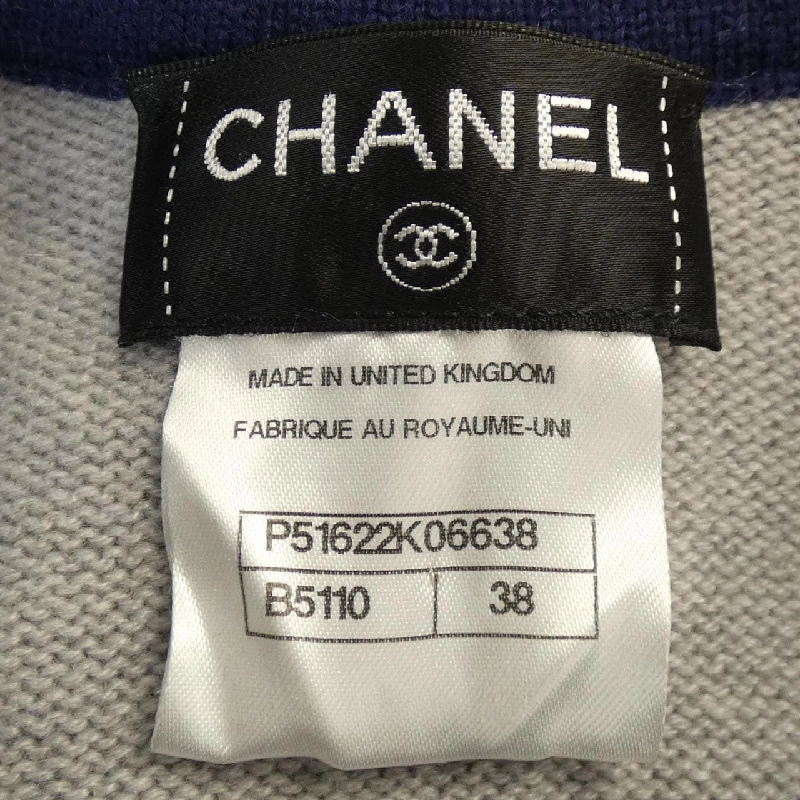 CHANEL
MADE IN UNITED KINGDOM
FABRIQUE AU ROYAUME-UNI
P51622K06638
B5110 38